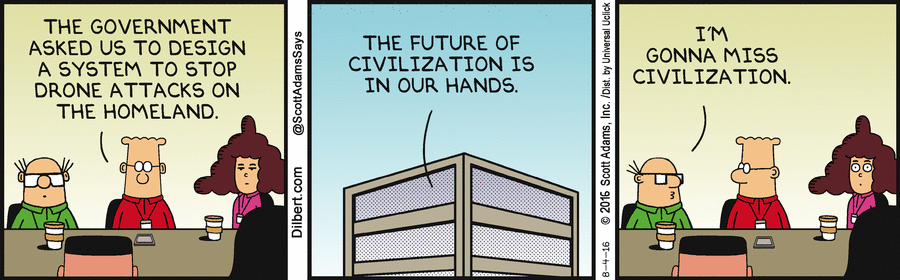 THE GOVERNMENT
ASKED US TO DESIGN
A SYSTEM TO STOP
DRONE ATTACKS ON
THE HOMELAND.
Dilbert.com @ScottAdamsSays
THE FUTURE OF
CIVILIZATION IS
IN OUR HANDS.
8-4-16 © 2016 Scott Adams, Inc. /Dist. by Universal Uclick
I'M
GONNA MISS
CIVILIZATION.